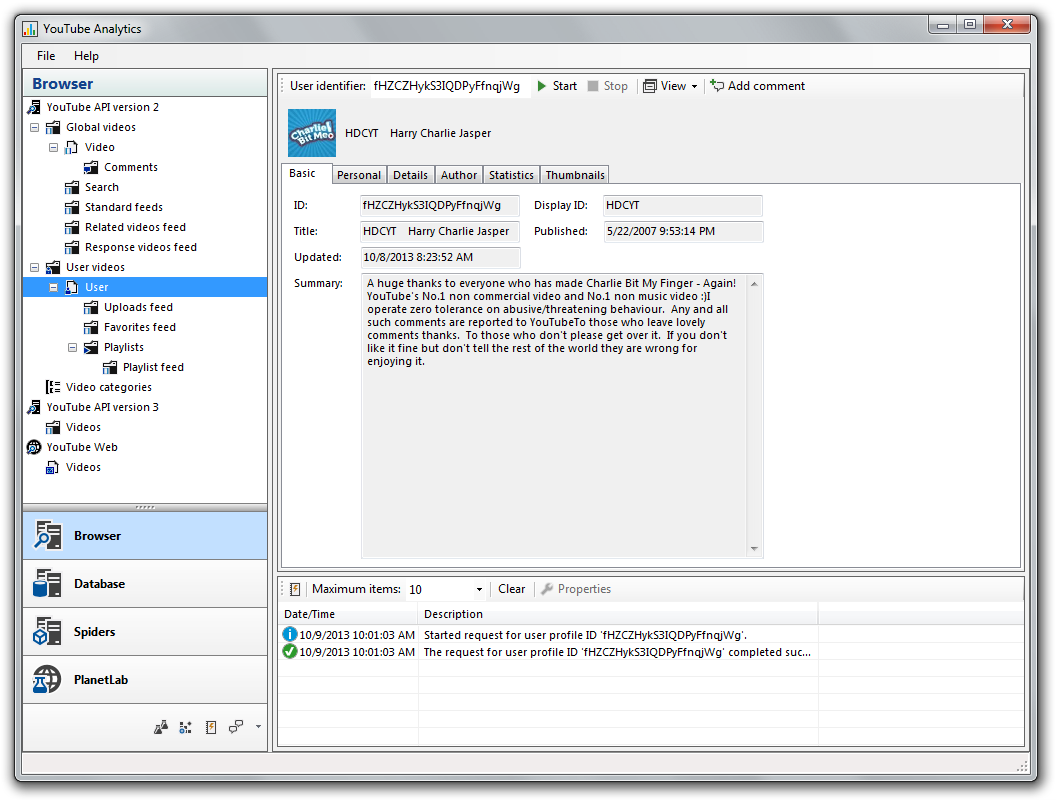 YouTube Analytics
File Help
Browser
YouTube API version 2
Global videos
Video
Comments
Search
Standard feeds
Related videos feed
Response videos feed
User videos
User
Uploads feed
Favorites feed
Playlists
Playlist feed
Video categories
YouTube API version 3
Videos
YouTube Web
Videos
Browser
Database
Spiders
PlanetLab
User identifier: fHZCZHykS3IQDPyFfnqjWg Start Stop View Add comment
Charlie
Bit Me
HDCYT Harry Charlie Jasper
Basic Personal Details Author Statistics Thumbnails
ID: fHZCZHykS3IQDPyFfnqjWg Display ID: HDCYT
Title: HDCYT Harry Charlie Jasper Published: 5/22/2007 9:53:14 PM
Updated: 10/8/2013 8:23:52 AM
Summary: A huge thanks to everyone who has made Charlie Bit My Finger - Again!
YouTube's No.1 non commercial video and No.1 non music video :)I
operate zero tolerance on abusive/threatening behaviour. Any and all
such comments are reported to YouTubeTo those who leave lovely
comments thanks. To those who don't please get over it. If you don't
like it fine but don't tell the rest of the world they are wrong for
enjoying it.
Maximum items: 10 Clear Properties
Date/Time Description
10/9/2013 10:01:03 AM Started request for user profile ID 'fHZCZHykS3IQDPyFfnqjWg'.
10/9/2013 10:01:03 AM The request for user profile ID 'fHZCZHykS3IQDPyFfnqjWg' completed suc...